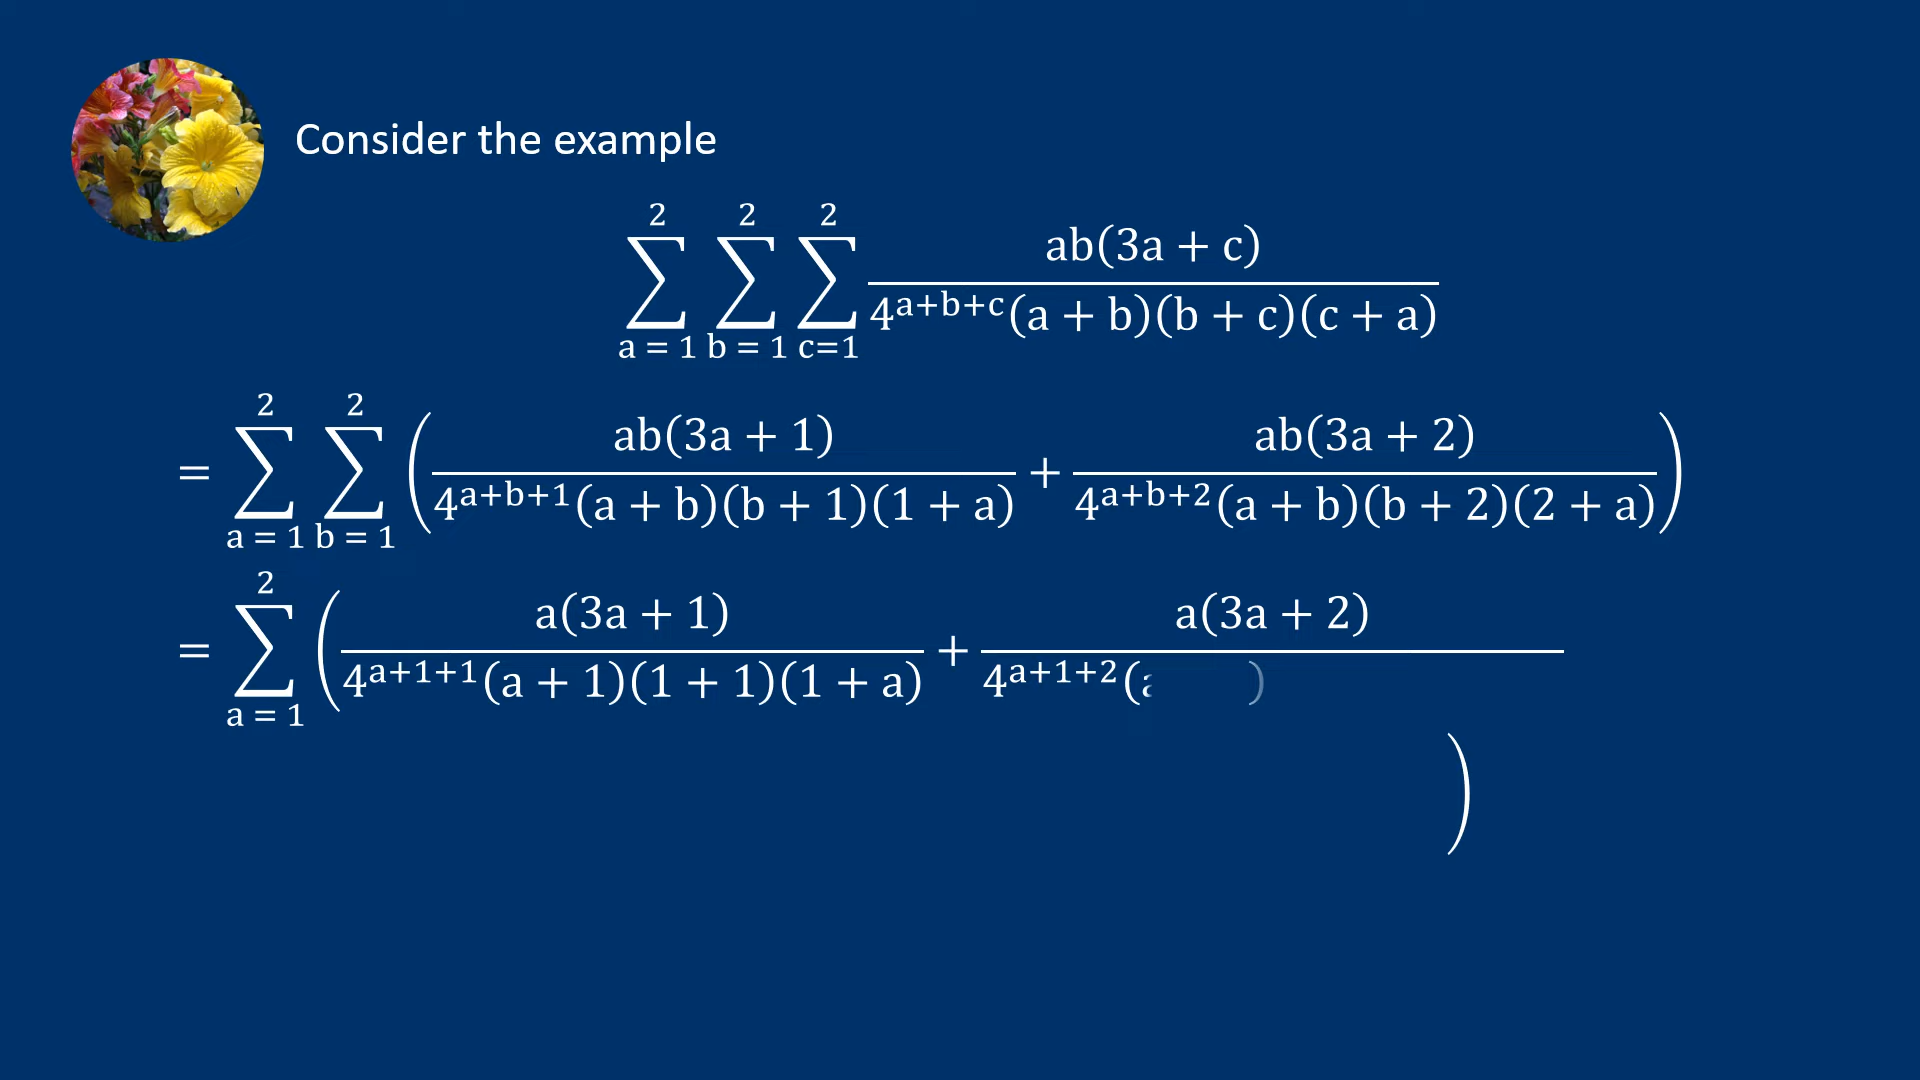 Consider the example
2 2 2 ab(3a + c)
∑ ∑ ∑
a = 1 b = 1 c=1 4^{a+b+c}(a + b)(b + c)(c + a)
2 2 ab(3a + 1) ab(3a + 2)
= ∑ ∑ ( + )
a = 1 b = 1 4^{a+b+1}(a + b)(b + 1)(1 + a) 4^{a+b+2}(a + b)(b + 2)(2 + a)
2 a(3a + 1) a(3a + 2)
= ∑ ( +
a = 1 4^{a+1+1}(a + 1)(1 + 1)(1 + a) 4^{a+1+2}( )
)